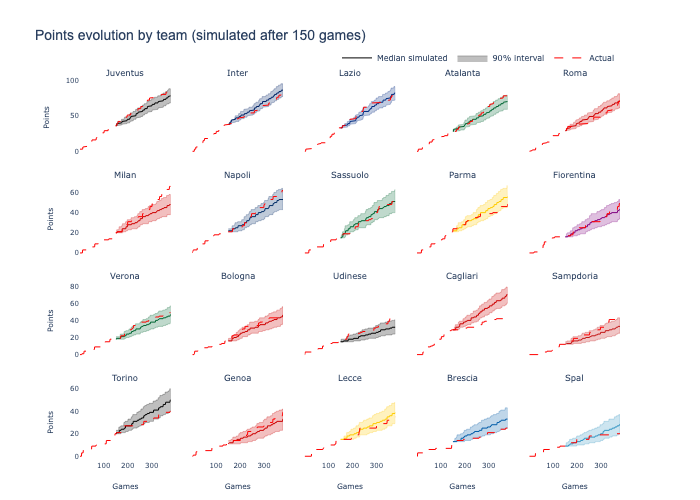 Points evolution by team (simulated after 150 games)
Median simulated 90% interval Actual
Juventus Inter Lazio Atalanta Roma
100
50
0
Points
Milan Napoli Sassuolo Parma Fiorentina
60
40
20
0
Points
Verona Bologna Udinese Cagliari Sampdoria
80
60
40
20
0
Points
Torino Genoa Lecce Brescia Spal
60
40
20
0
Points
100 200 300 100 200 300 100 200 300 100 200 300 100 200 300
Games Games Games Games Games